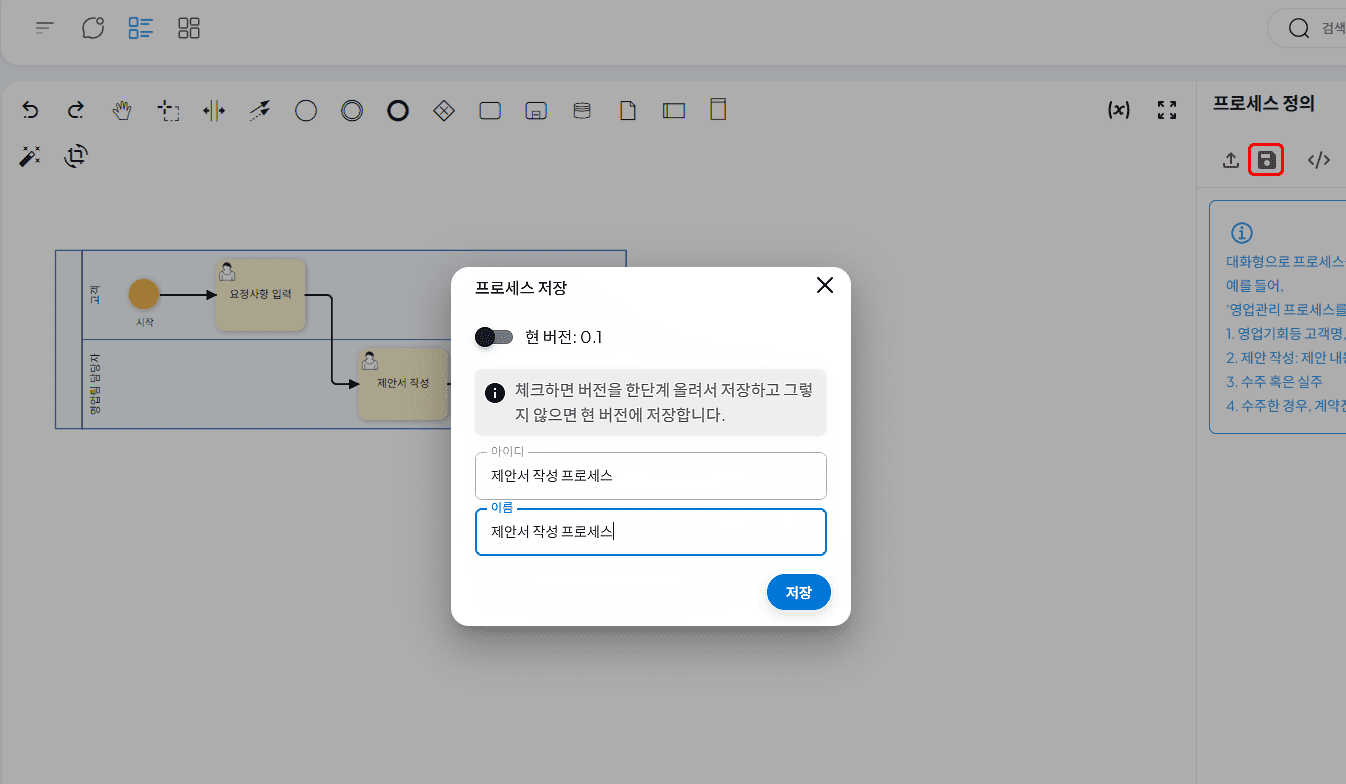 검색
(x)
프로세스 정의
</>
대화형으로 프로세스
예를 들어,
'영업관리 프로세스를
1. 영업기회등 고객명,
2. 제안 작성: 제안 내용
3. 수주 혹은 실주
4. 수주한 경우, 계약
고객
시작
요청사항 입력
영업팀 담당자
제안서 작성
프로세스 저장
현 버전: 0.1
체크하면 버전을 한단계 올려서 저장하고 그렇
지 않으면 현 버전에 저장합니다.
아이디
제안서 작성 프로세스
이름
제안서 작성 프로세스
저장